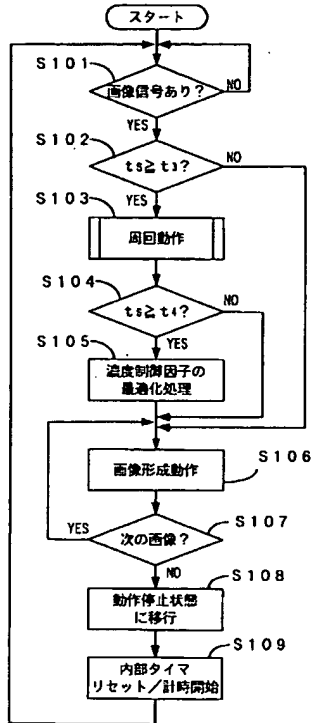 スタート
S101
画像信号あり?
NO
YES
S102
ts≧t3?
NO
YES
S103
周回動作
S104
ts≧t4?
NO
YES
S105
濃度制御因子の
最適化処理
画像形成動作
S106
YES
次の画像?
S107
NO
動作停止状態
に移行
S108
内部タイマ
リセット/計時開始
S109